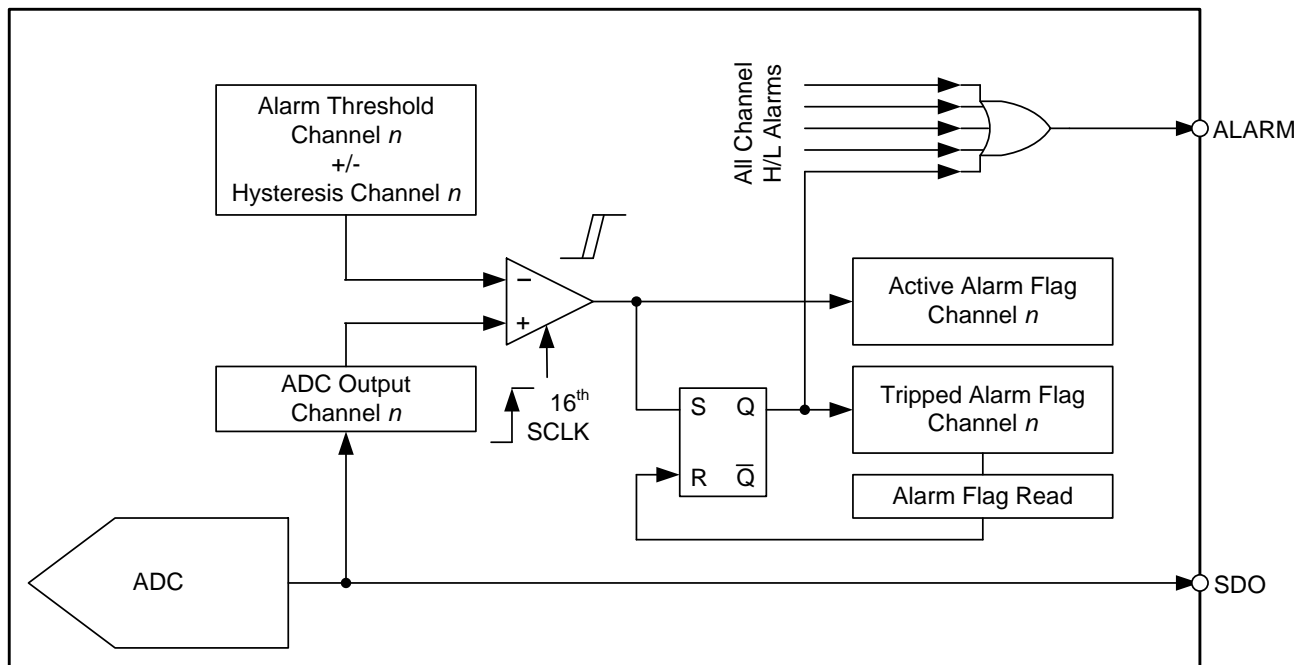 Alarm Threshold
Channel n
+/-
Hysteresis Channel n
All Channel
H/L Alarms
ALARM
−
+
Active Alarm Flag
Channel n
ADC Output
Channel n
16th
SCLK
S Q
R Q̅
Tripped Alarm Flag
Channel n
Alarm Flag Read
ADC
SDO